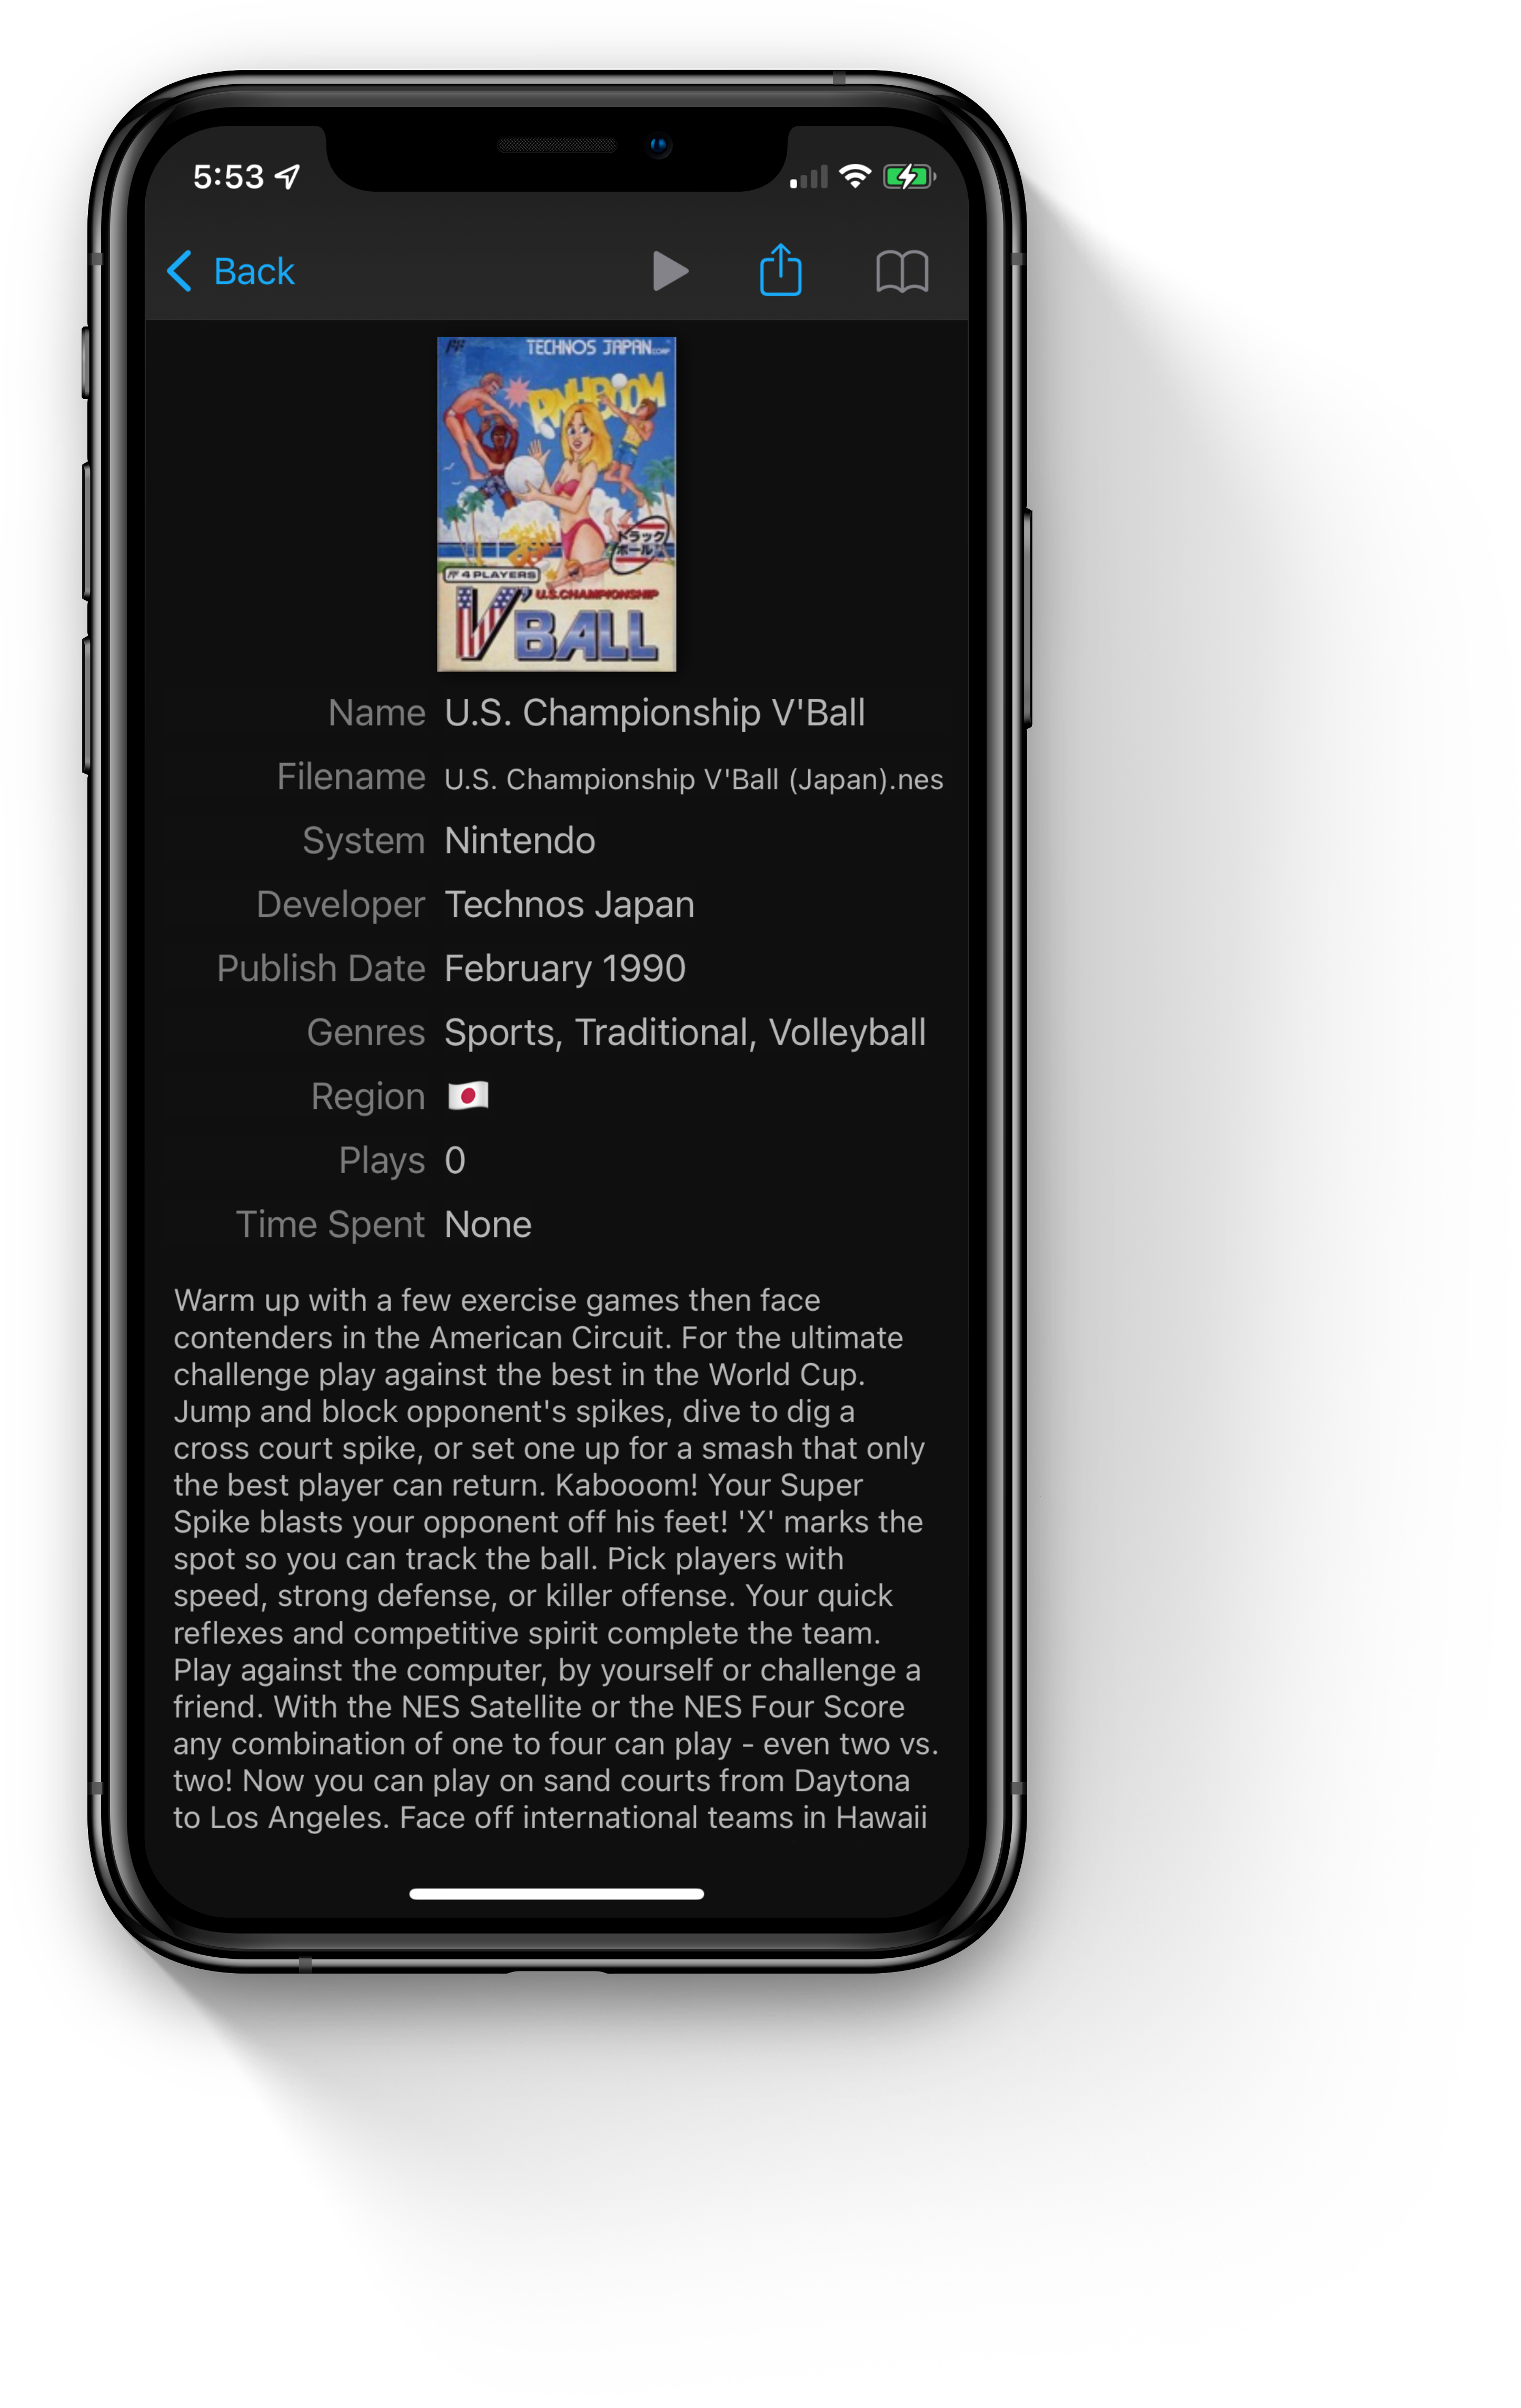 5:53
Back
TECHNOS JAPAN CORP
トラック
ボール
4 PLAYERS
U.S. CHAMPIONSHIP
V'BALL
Name U.S. Championship V'Ball
Filename U.S. Championship V'Ball (Japan).nes
System Nintendo
Developer Technos Japan
Publish Date February 1990
Genres Sports, Traditional, Volleyball
Region
Plays 0
Time Spent None
Warm up with a few exercise games then face
contenders in the American Circuit. For the ultimate
challenge play against the best in the World Cup.
Jump and block opponent's spikes, dive to dig a
cross court spike, or set one up for a smash that only
the best player can return. Kabooom! Your Super
Spike blasts your opponent off his feet! 'X' marks the
spot so you can track the ball. Pick players with
speed, strong defense, or killer offense. Your quick
reflexes and competitive spirit complete the team.
Play against the computer, by yourself or challenge a
friend. With the NES Satellite or the NES Four Score
any combination of one to four can play - even two vs.
two! Now you can play on sand courts from Daytona
to Los Angeles. Face off international teams in Hawaii